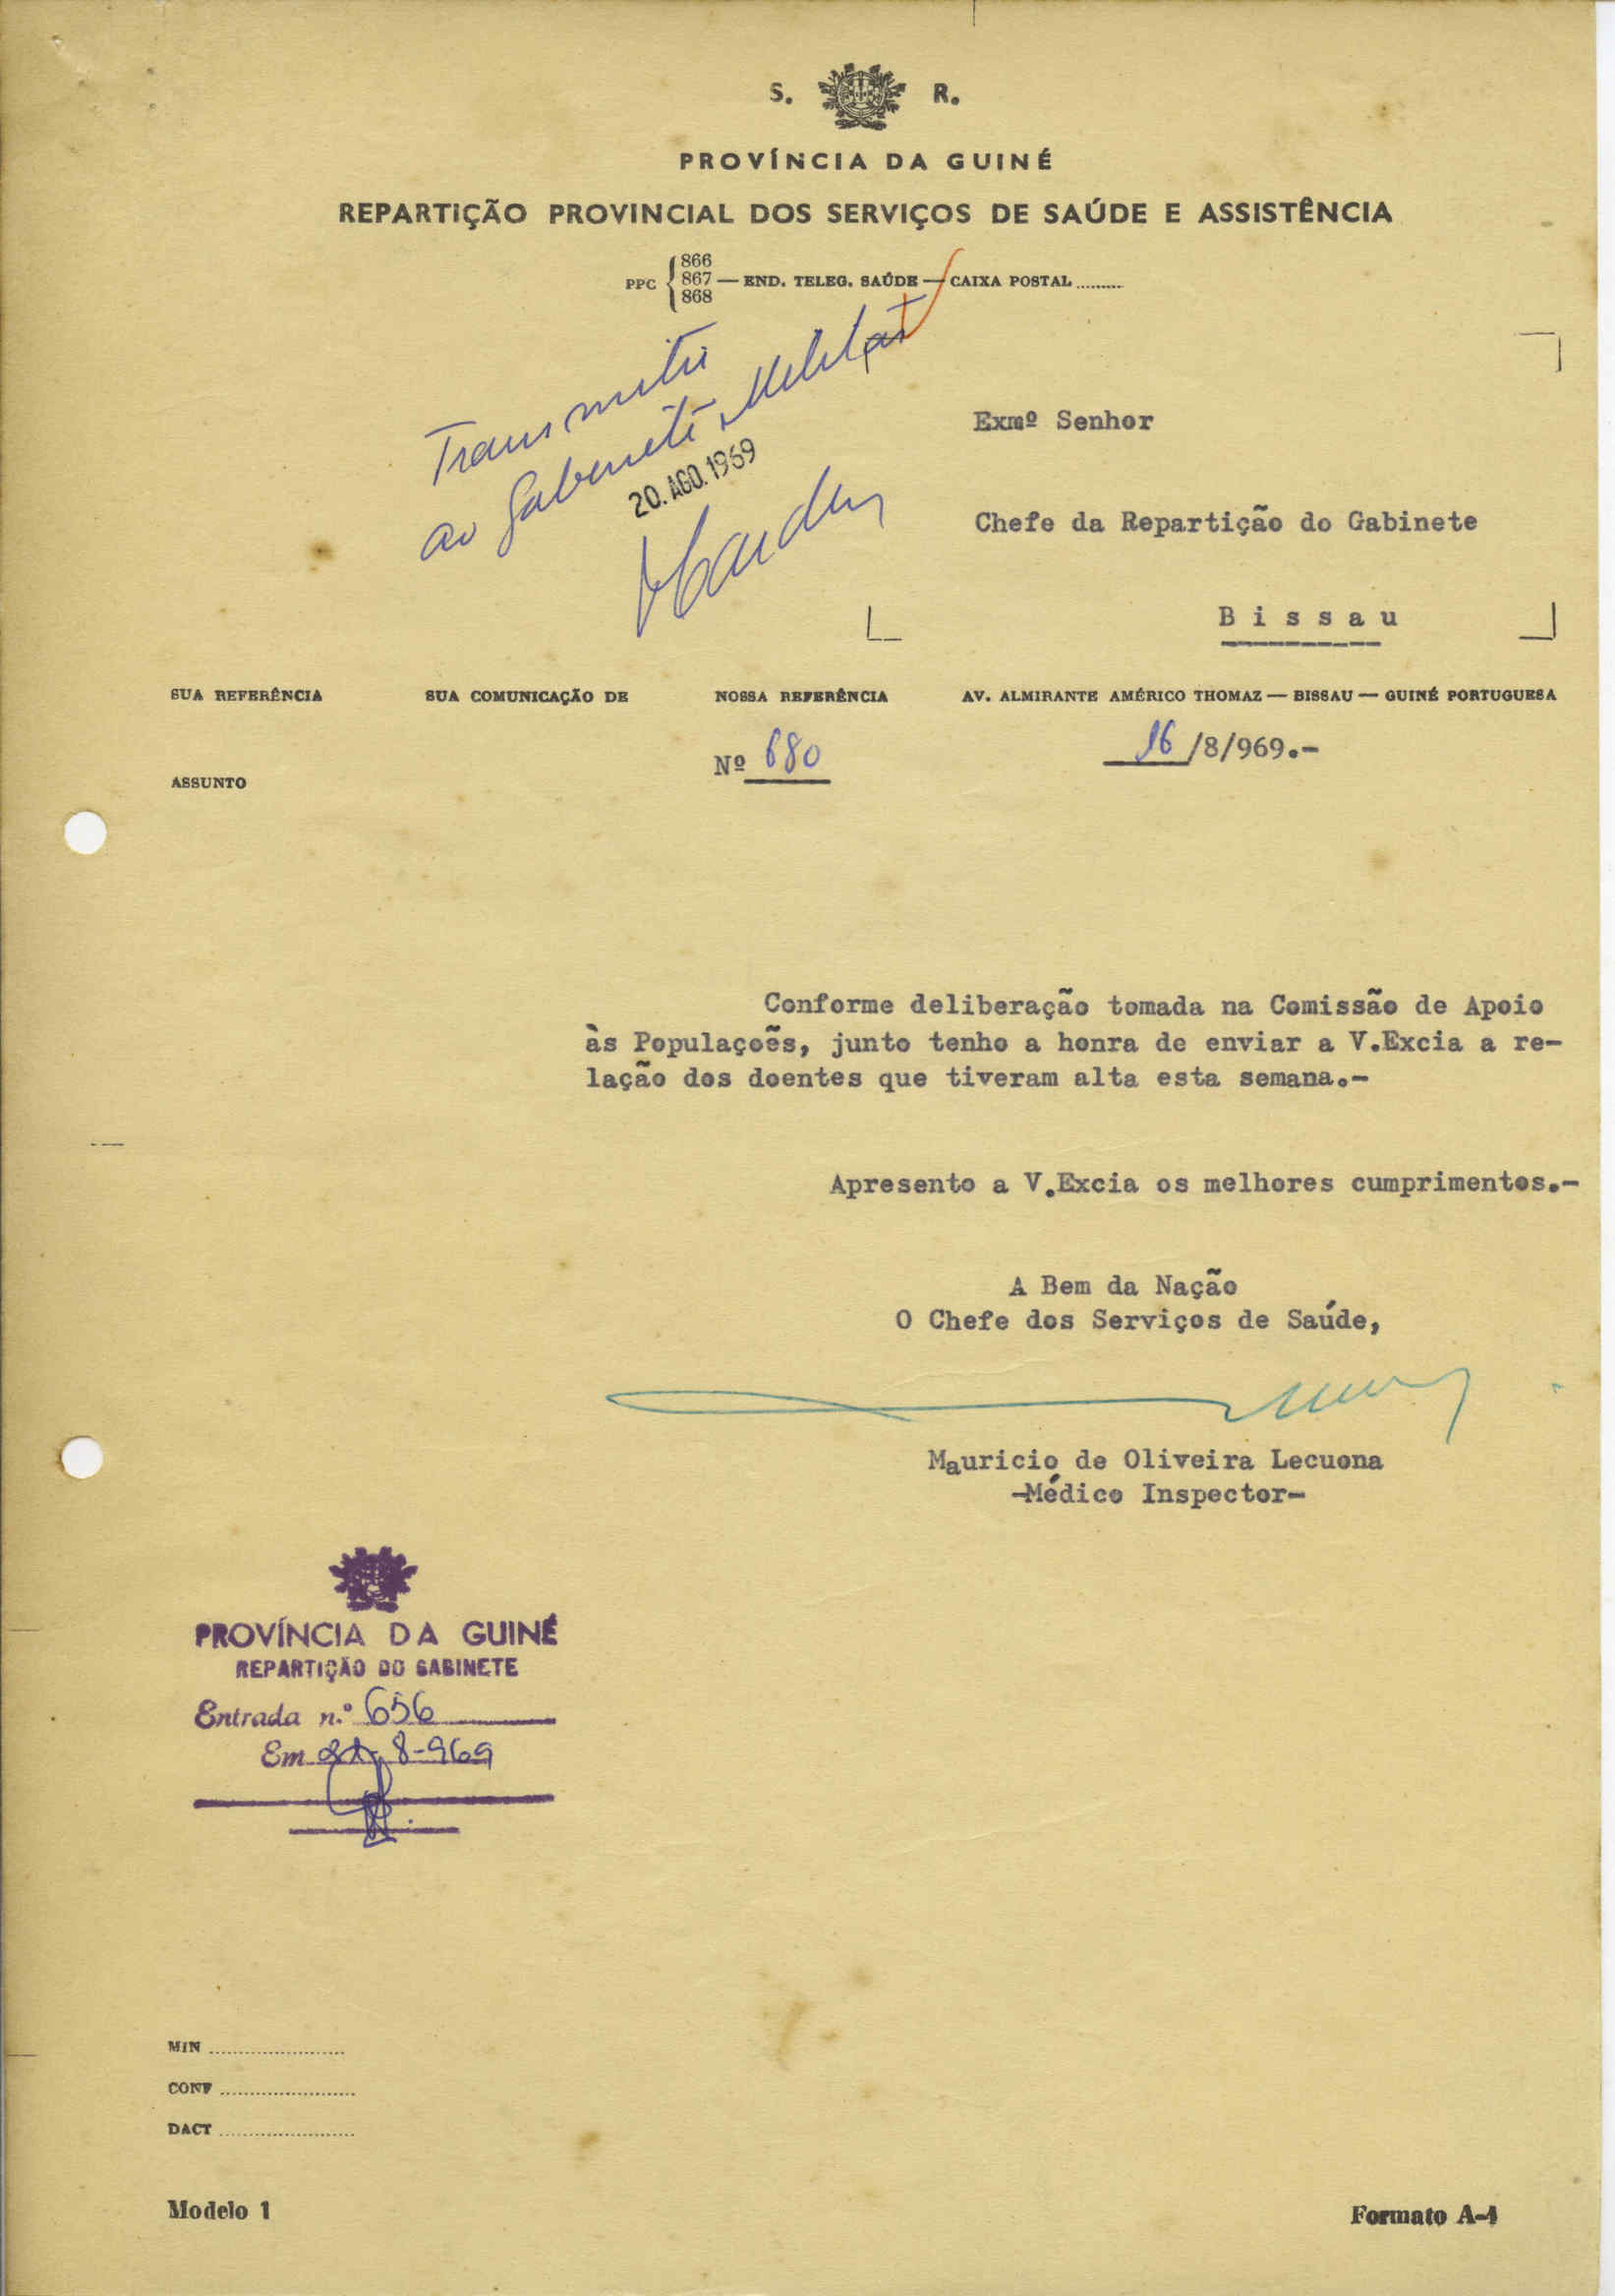 S. R.
PROVÍNCIA DA GUINÉ
REPARTIÇÃO PROVINCIAL DOS SERVIÇOS DE SAÚDE E ASSISTÊNCIA
PPC 866 867 868 — END. TELEG. SAÚDE — CAIXA POSTAL .........
Transmitir
ao Gabinete Militar
20. AGO. 1969
Exmº Senhor
Chefe da Repartição do Gabinete
Bissau
SUA REFERÊNCIA SUA COMUNICAÇÃO DE NOSSA REFERÊNCIA AV. ALMIRANTE AMÉRICO THOMAZ — BISSAU — GUINÉ PORTUGUESA
Nº 680 16/8/969.-
ASSUNTO
Conforme deliberação tomada na Comissão de Apoio
às Populações, junto tenho a honra de enviar a V.Excia a re-
lação dos doentes que tiveram alta esta semana.-
Apresento a V.Excia os melhores cumprimentos.-
A Bem da Nação
O Chefe dos Serviços de Saúde,
Mauricio de Oliveira Lecuona
-Médico Inspector-
PROVÍNCIA DA GUINÉ
REPARTIÇÃO DO GABINETE
Entrada n.º 656
Em 21-8-969
MIN .......................
CONF .......................
DACT .......................
Modelo 1 Formato A-4